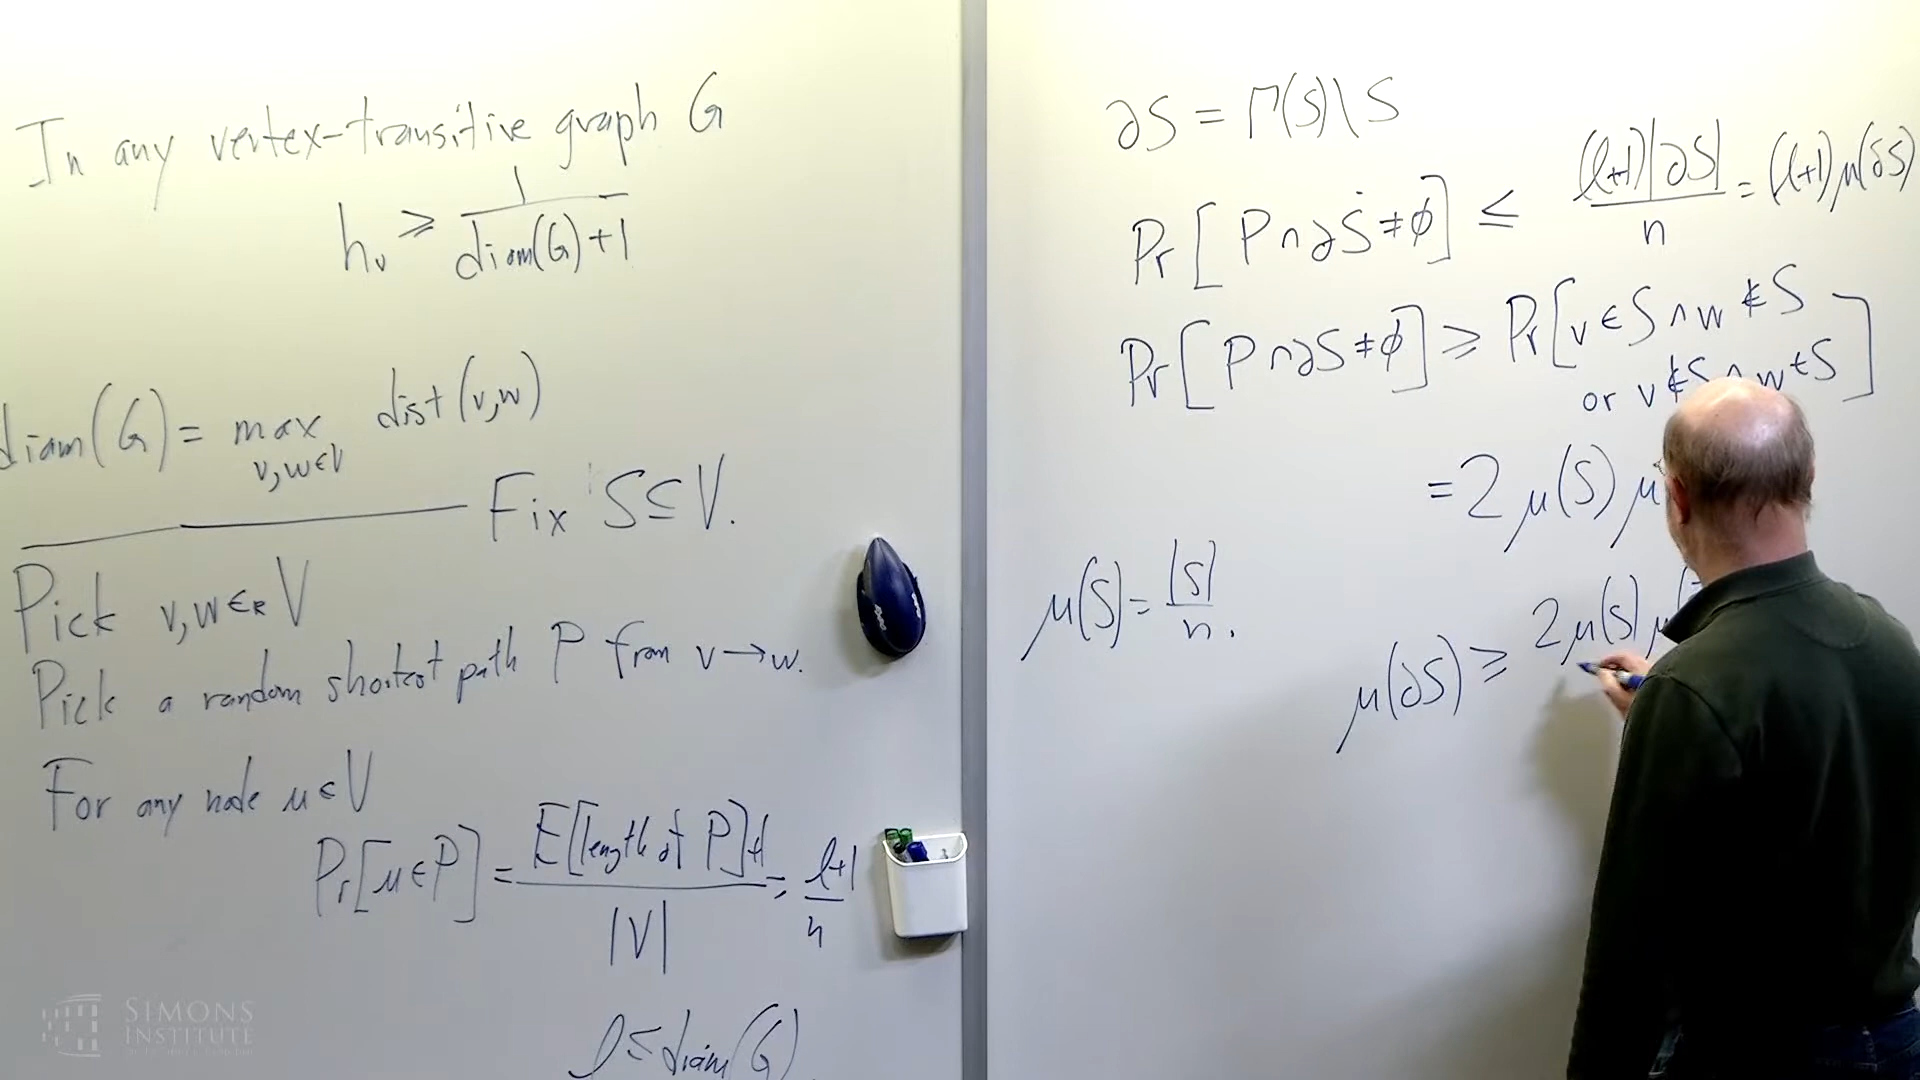 In any vertex-transitive graph G
h_v ≥ 1/(diam(G)+1)
diam(G) = max_{v,w∈V} dist(v,w)
Fix S⊆V.
Pick v,w ∈_R V
Pick a random shortest path P from v→w.
For any node u∈V
Pr[u∈P] = (E[length of P]+1)/|V| = (l+1)/n
l ≤ diam(G)
∂S = Γ(S)\S
Pr[P∩∂S≠∅] ≤ (l+1)|∂S|/n = (l+1)μ(∂S)
Pr[P∩∂S≠∅] ≥ Pr[v∈S ∧ w∉S
or v∉S ∧ w∈S]
= 2μ(S) μ
μ(S) = |S|/n.
μ(∂S) ≥ 2μ(S) μ
SIMONS
INSTITUTE